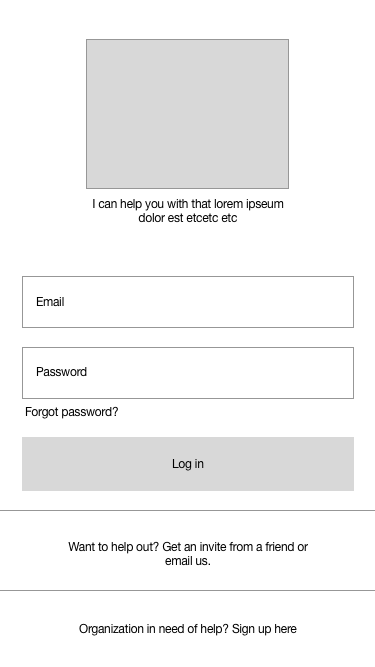 I can help you with that lorem ipseum
dolor est etcetc etc
Email
Password
Forgot password?
Log in
Want to help out? Get an invite from a friend or
email us.
Organization in need of help? Sign up here